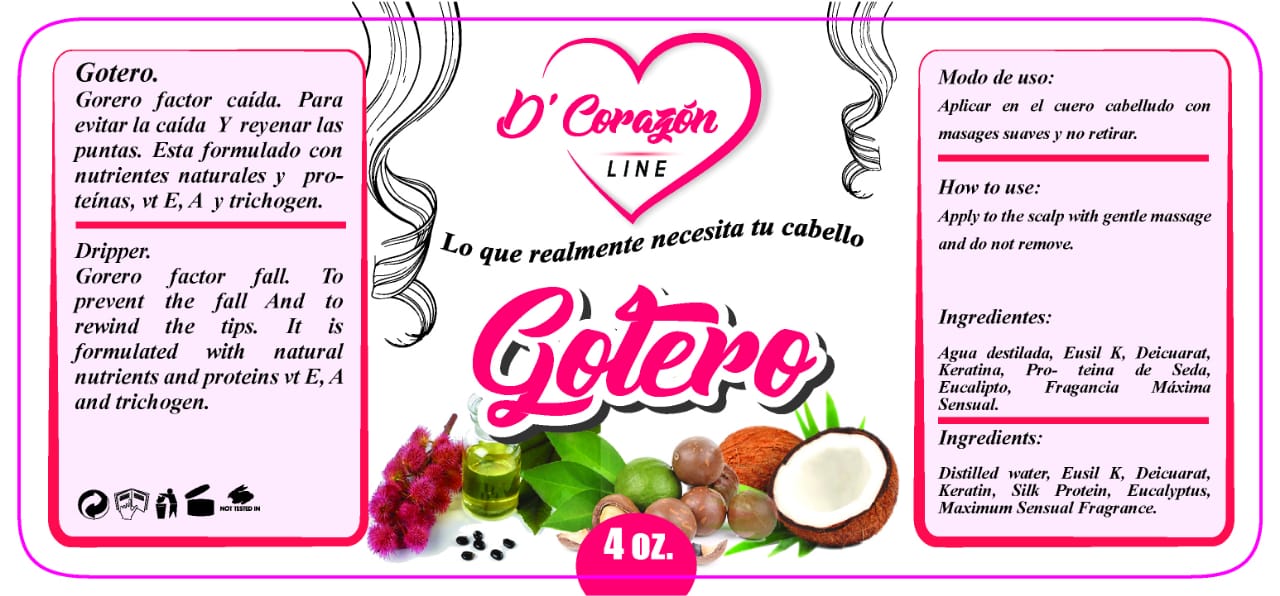 Gotero.
Gorero factor caída. Para
evitar la caída Y reyenar las
puntas. Esta formulado con
nutrientes naturales y pro-
teínas, vt E, A y trichogen.
Dripper.
Gorero factor fall. To
prevent the fall And to
rewind the tips. It is
formulated with natural
nutrients and proteins vt E, A
and trichogen.
NOT TESTED IN
D' Corazón
LINE
Lo que realmente necesita tu cabello
Gotero
4 OZ.
Modo de uso:
Aplicar en el cuero cabelludo con
masages suaves y no retirar.
How to use:
Apply to the scalp with gentle massage
and do not remove.
Ingredientes:
Agua destilada, Eusil K, Deicuarat,
Keratina, Pro- teina de Seda,
Eucalipto, Fragancia Máxima
Sensual.
Ingredients:
Distilled water, Eusil K, Deicuarat,
Keratin, Silk Protein, Eucalyptus,
Maximum Sensual Fragrance.